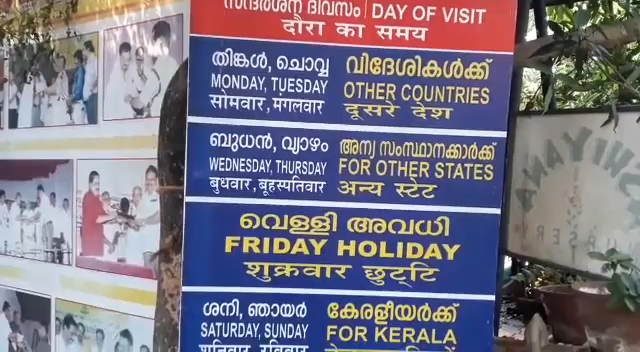 സന്ദർശന ദിവസം | DAY OF VISIT
दौरा का समय
തിങ്കൾ, ചൊവ്വ വിദേശികൾക്ക്
MONDAY, TUESDAY OTHER COUNTRIES
सोमवार, मंगलवार दूसरे देश
ബുധൻ, വ്യാഴം അന്യ സംസ്ഥാനക്കാർക്ക്
WEDNESDAY, THURSDAY FOR OTHER STATES
बुधवार, बृहस्पतिवार अन्य स्टेट
വെള്ളി അവധി
FRIDAY HOLIDAY
शुक्रवार छुट्टि
ശനി, ഞായർ കേരളീയർക്ക്
SATURDAY, SUNDAY FOR KERALA
शनिवार, रविवार